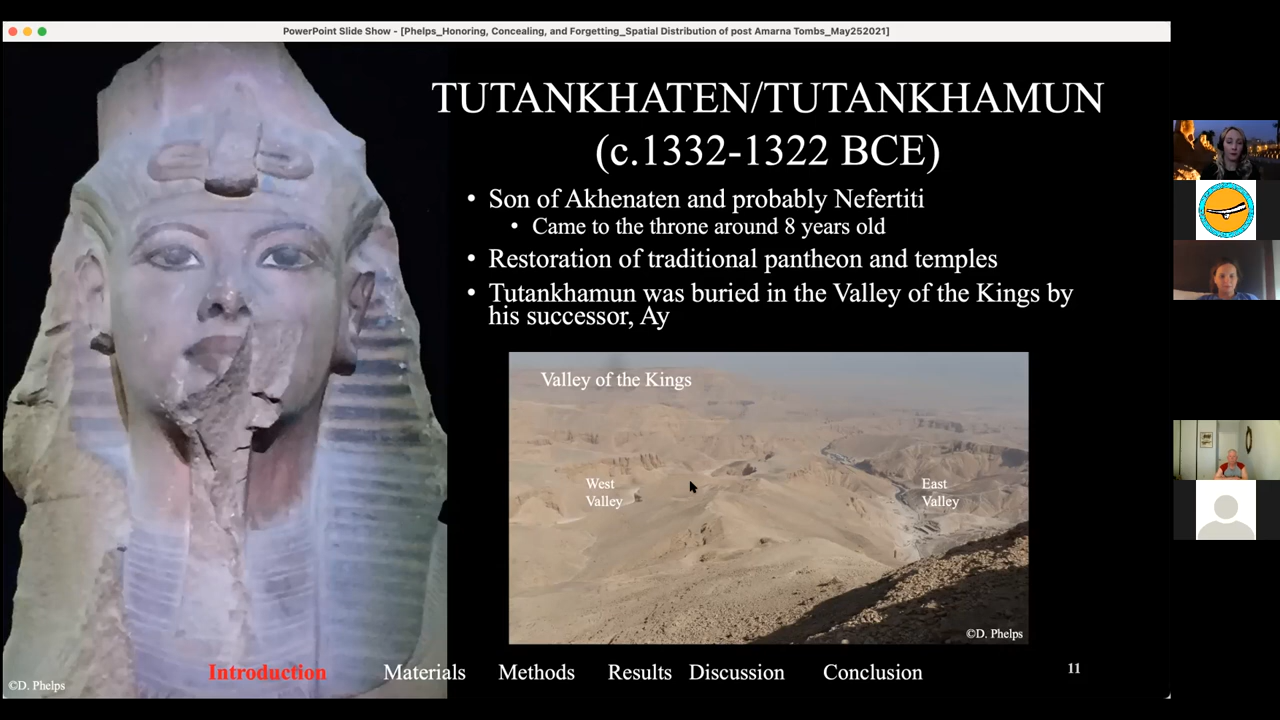 PowerPoint Slide Show - [Phelps_Honoring, Concealing, and Forgetting_Spatial Distribution of post Amarna Tombs_May252021]
TUTANKHATEN/TUTANKHAMUN
(c.1332-1322 BCE)
• Son of Akhenaten and probably Nefertiti
• Came to the throne around 8 years old
• Restoration of traditional pantheon and temples
• Tutankhamun was buried in the Valley of the Kings by
his successor, Ay
Valley of the Kings
West
Valley
East
Valley
©D. Phelps
©D. Phelps
Introduction Materials Methods Results Discussion Conclusion 11